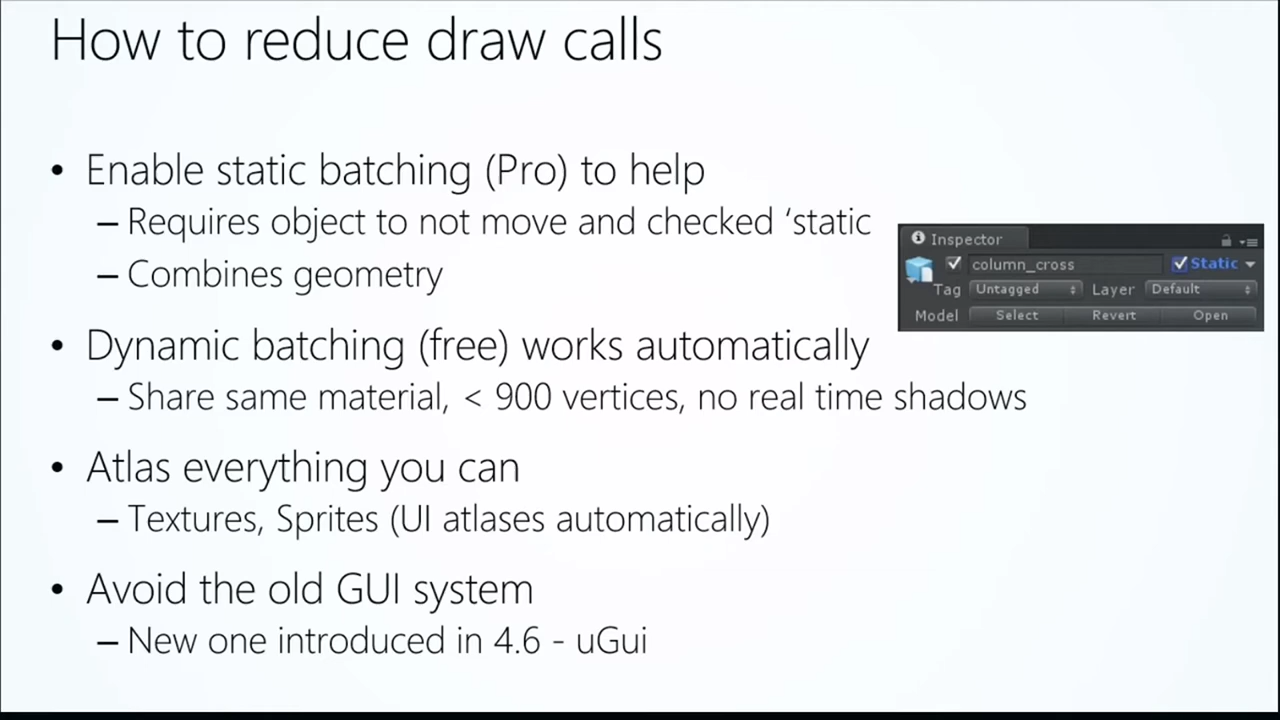 How to reduce draw calls
• Enable static batching (Pro) to help
– Requires object to not move and checked ‘static
– Combines geometry
Inspector
column_cross Static
Tag Untagged Layer Default
Model Select Revert Open
• Dynamic batching (free) works automatically
– Share same material, < 900 vertices, no real time shadows
• Atlas everything you can
– Textures, Sprites (UI atlases automatically)
• Avoid the old GUI system
– New one introduced in 4.6 - uGui